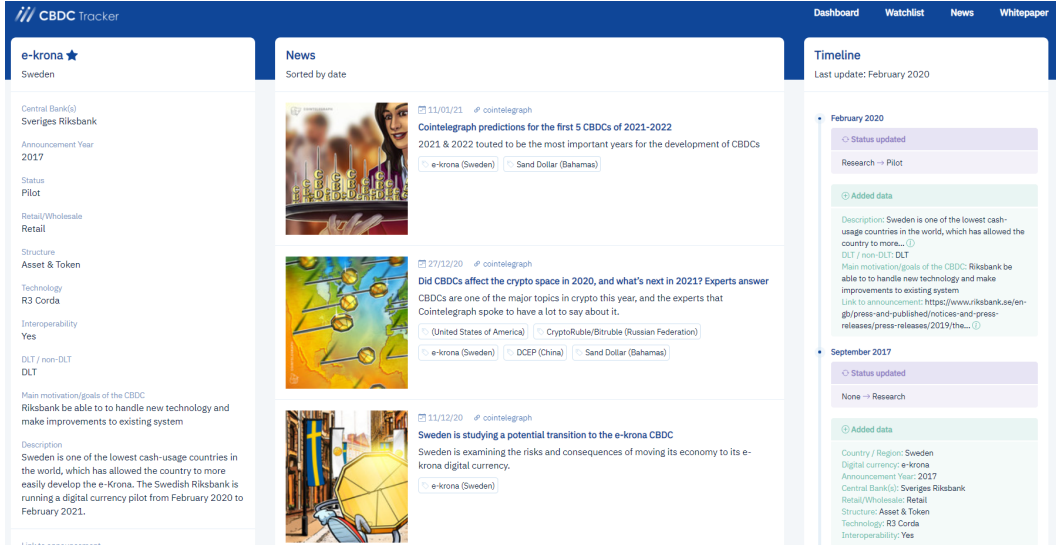 CBDC Tracker
Dashboard
Watchlist
News
Whitepaper
e-krona
Sweden
Central Bank(s)
Sveriges Riksbank
Announcement Year
2017
Status
Pilot
Retail/Wholesale
Retail
Structure
Asset & Token
Technology
R3 Corda
Interoperability
Yes
DLT / non-DLT
DLT
Main motivation/goals of the CBDC
Riksbank be able to to handle new technology and
make improvements to existing system
Description
Sweden is one of the lowest cash-usage countries in
the world, which has allowed the country to more
easily develop the e-Krona. The Swedish Riksbank is
running a digital currency pilot from February 2020 to
February 2021.
News
Sorted by date
11/01/21 cointelegraph
Cointelegraph predictions for the first 5 CBDCs of 2021-2022
2021 & 2022 touted to be the most important years for the development of CBDCs
e-krona (Sweden)
Sand Dollar (Bahamas)
27/12/20 cointelegraph
Did CBDCs affect the crypto space in 2020, and what's next in 2021? Experts answer
CBDCs are one of the major topics in crypto this year, and the experts that
Cointelegraph spoke to have a lot to say about it.
(United States of America)
CryptoRuble/Bitruble (Russian Federation)
e-krona (Sweden)
DCEP (China)
Sand Dollar (Bahamas)
11/12/20 cointelegraph
Sweden is studying a potential transition to the e-krona CBDC
Sweden is examining the risks and consequences of moving its economy to its e-
krona digital currency.
e-krona (Sweden)
Timeline
Last update: February 2020
February 2020
Status updated
Research → Pilot
Added data
Description: Sweden is one of the lowest cash-
usage countries in the world, which has allowed the
country to more...
DLT / non-DLT: DLT
Main motivation/goals of the CBDC: Riksbank be
able to to handle new technology and make
improvements to existing system
Link to announcement: https://www.riksbank.se/en-
gb/press-and-published/notices-and-press-
releases/press-releases/2019/the...
September 2017
Status updated
None → Research
Added data
Country / Region: Sweden
Digital currency: e-krona
Announcement Year: 2017
Central Bank(s): Sveriges Riksbank
Retail/Wholesale: Retail
Structure: Asset & Token
Technology: R3 Corda
Interoperability: Yes